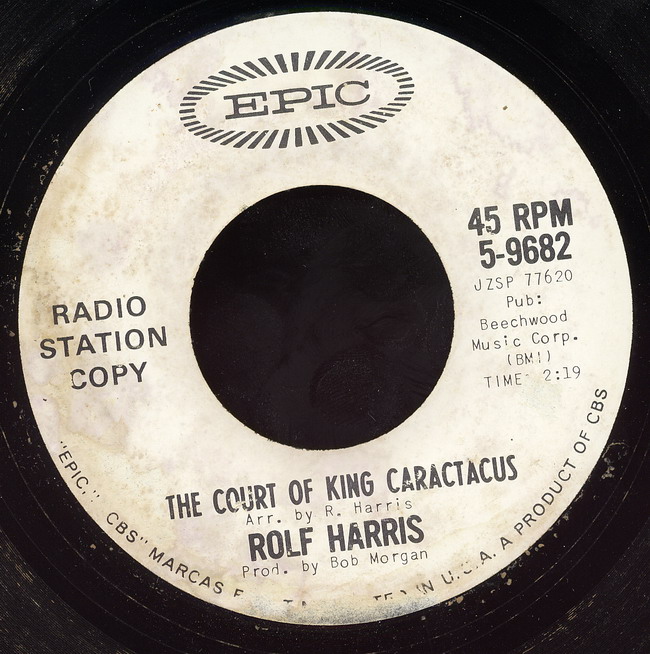 EPIC
45 RPM
5-9682
JZSP 77620
Pub:
Beechwood
Music Corp.
(BMI)
TIME 2:19
RADIO
STATION
COPY
THE COURT OF KING CARACTACUS
Arr. by R. Harris
ROLF HARRIS
Prod. by Bob Morgan
"EPIC," CBS" MARCAS IN U.S.A. A PRODUCT OF CBS